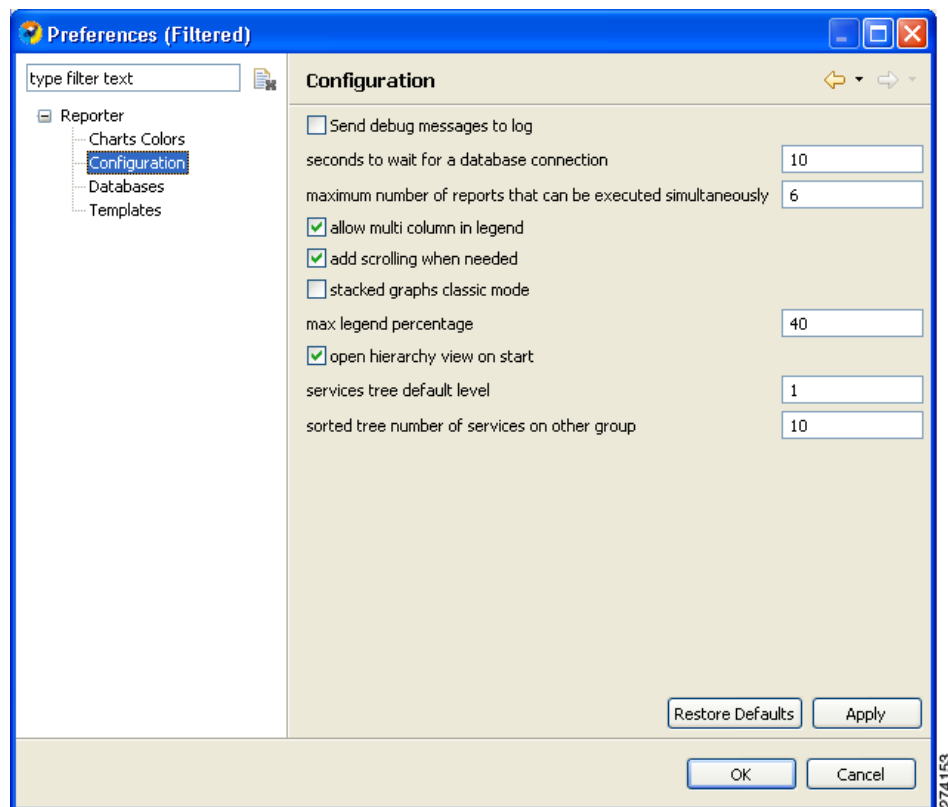 Preferences (Filtered)
type filter text
Reporter
Charts Colors
Configuration
Databases
Templates
Configuration
Send debug messages to log
seconds to wait for a database connection 10
maximum number of reports that can be executed simultaneously 6
allow multi column in legend
add scrolling when needed
stacked graphs classic mode
max legend percentage 40
open hierarchy view on start
services tree default level 1
sorted tree number of services on other group 10
Restore Defaults Apply
OK Cancel
274153